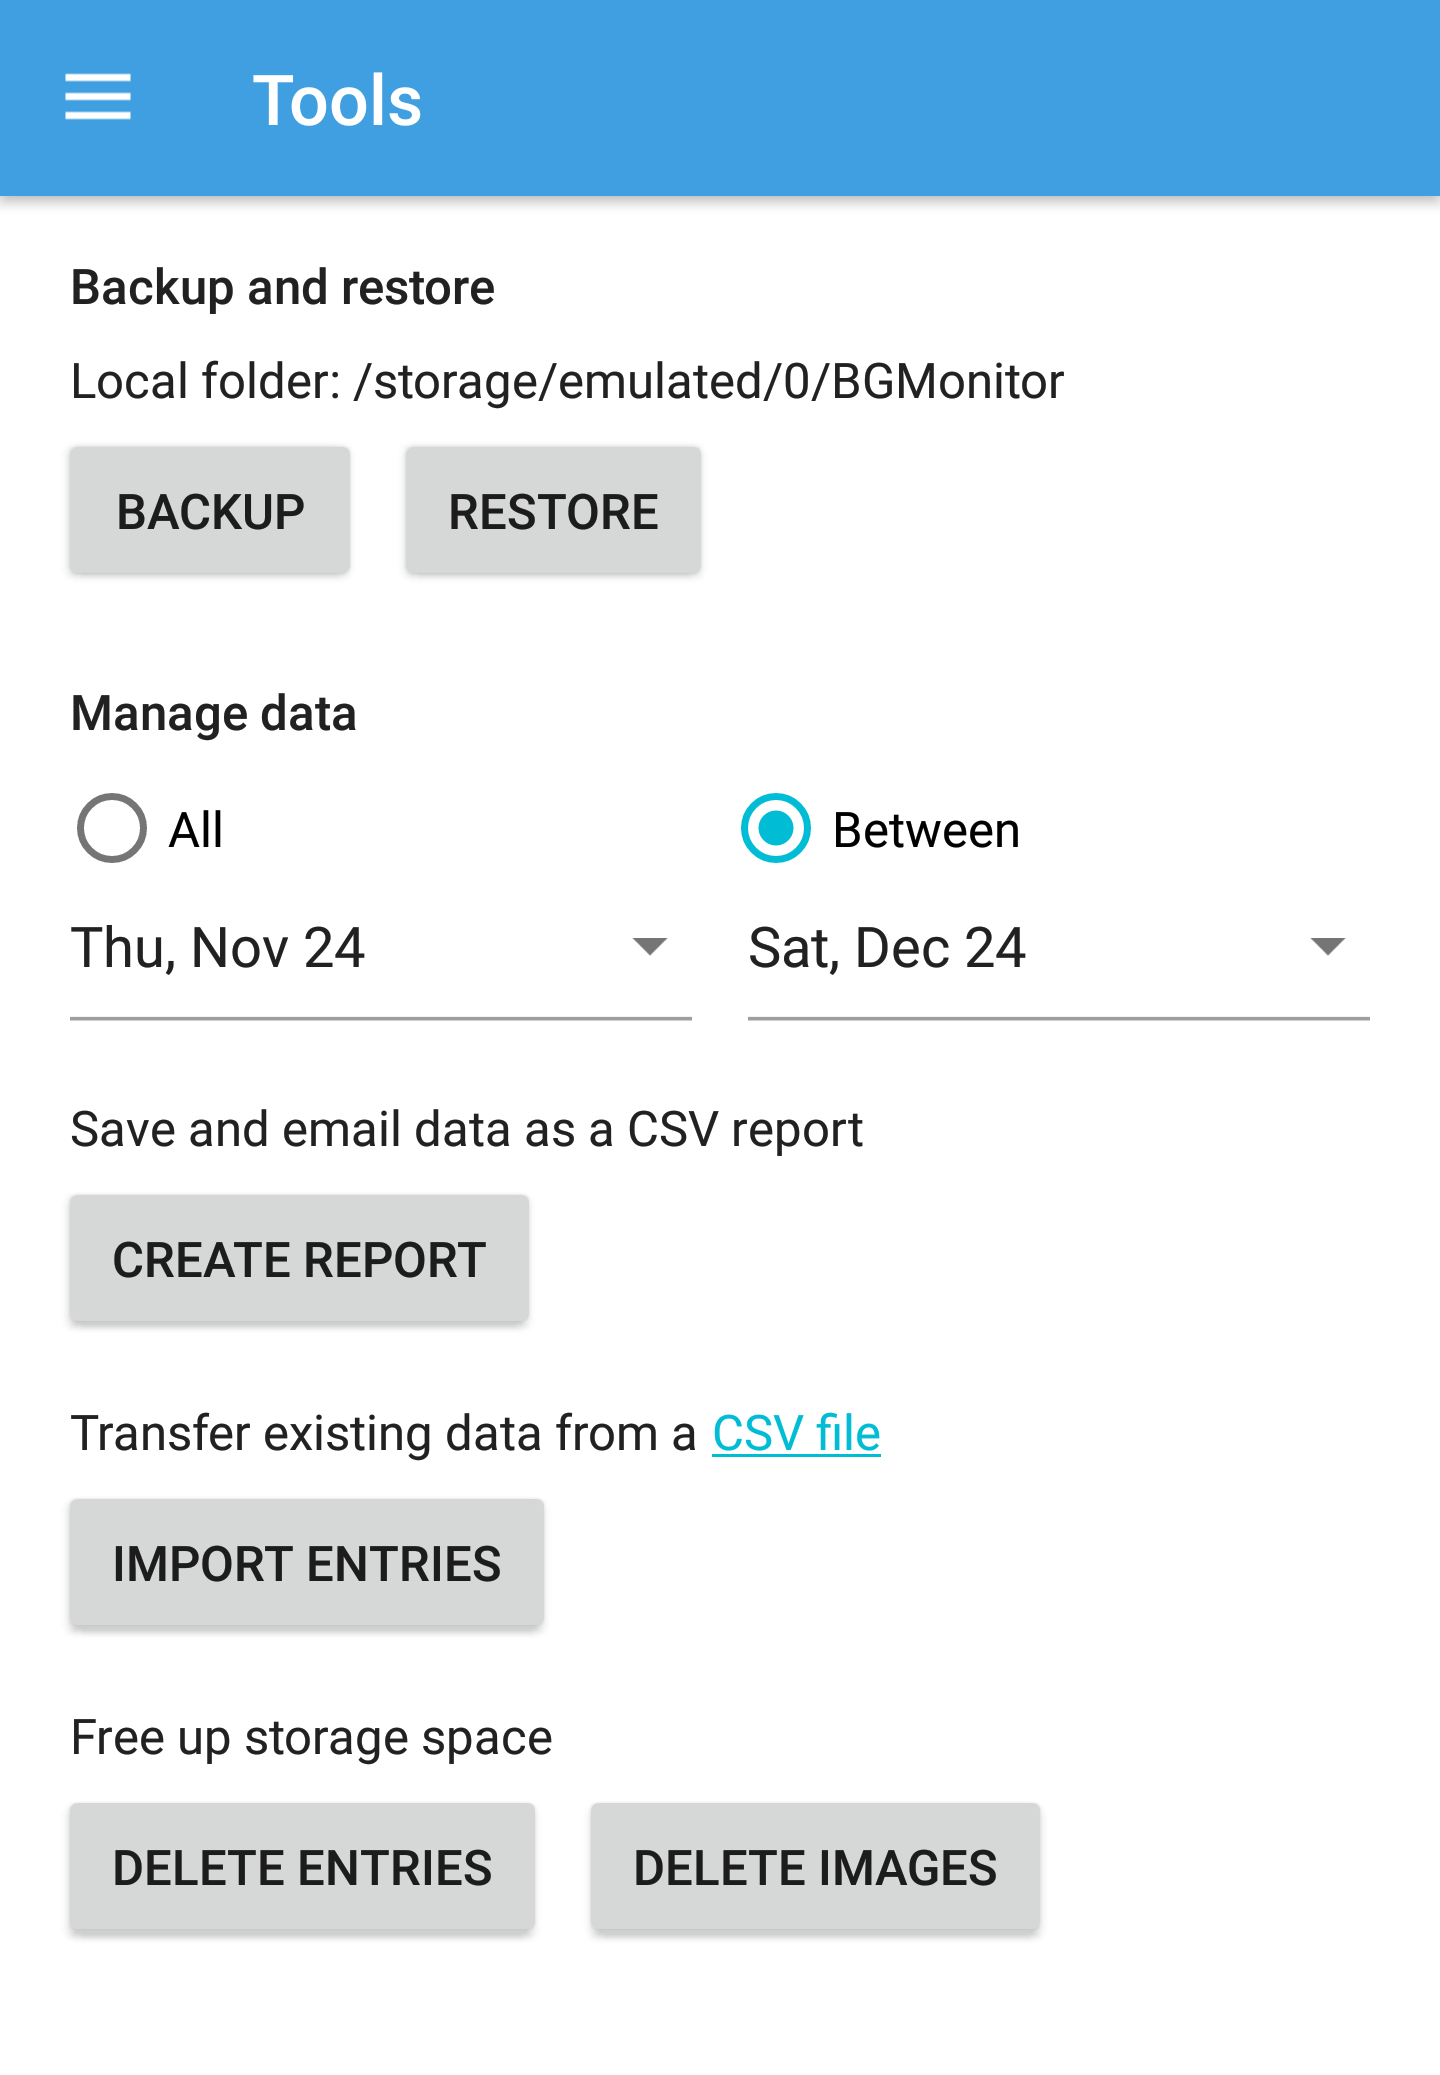 Tools
Backup and restore
Local folder: /storage/emulated/0/BGMonitor
BACKUP RESTORE
Manage data
All Between
Thu, Nov 24 Sat, Dec 24
Save and email data as a CSV report
CREATE REPORT
Transfer existing data from a CSV file
IMPORT ENTRIES
Free up storage space
DELETE ENTRIES DELETE IMAGES